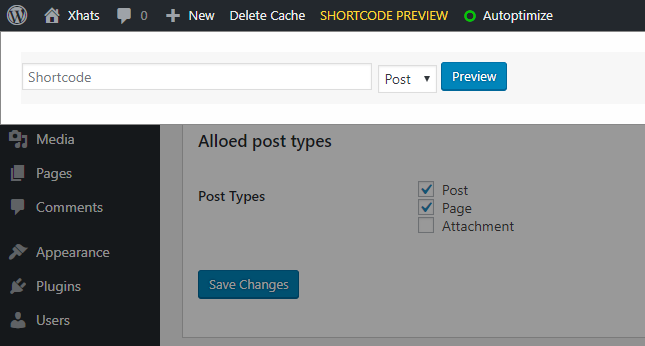 Xhats 0 New Delete Cache SHORTCODE PREVIEW Autoptimize
Shortcode Post Preview
Media
Pages
Comments
Appearance
Plugins
Users
Alloed post types
Post Types
Post
Page
Attachment
Save Changes